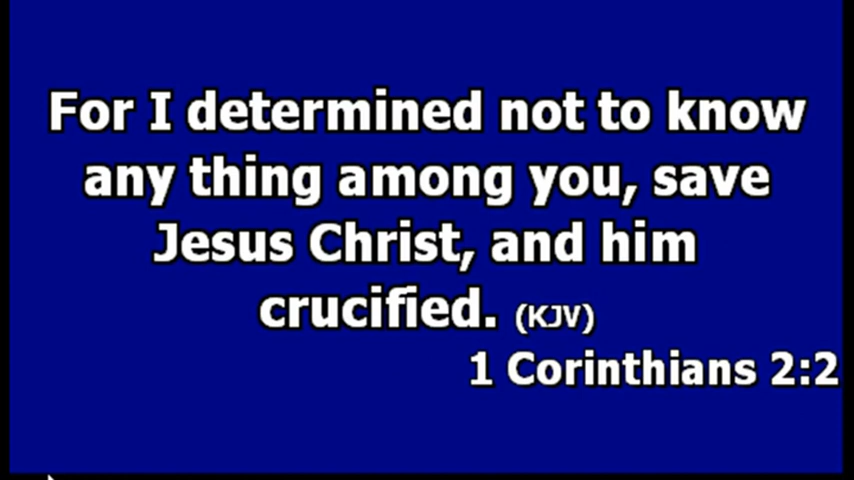 For I determined not to know
any thing among you, save
Jesus Christ, and him
crucified. (KJV)
1 Corinthians 2:2